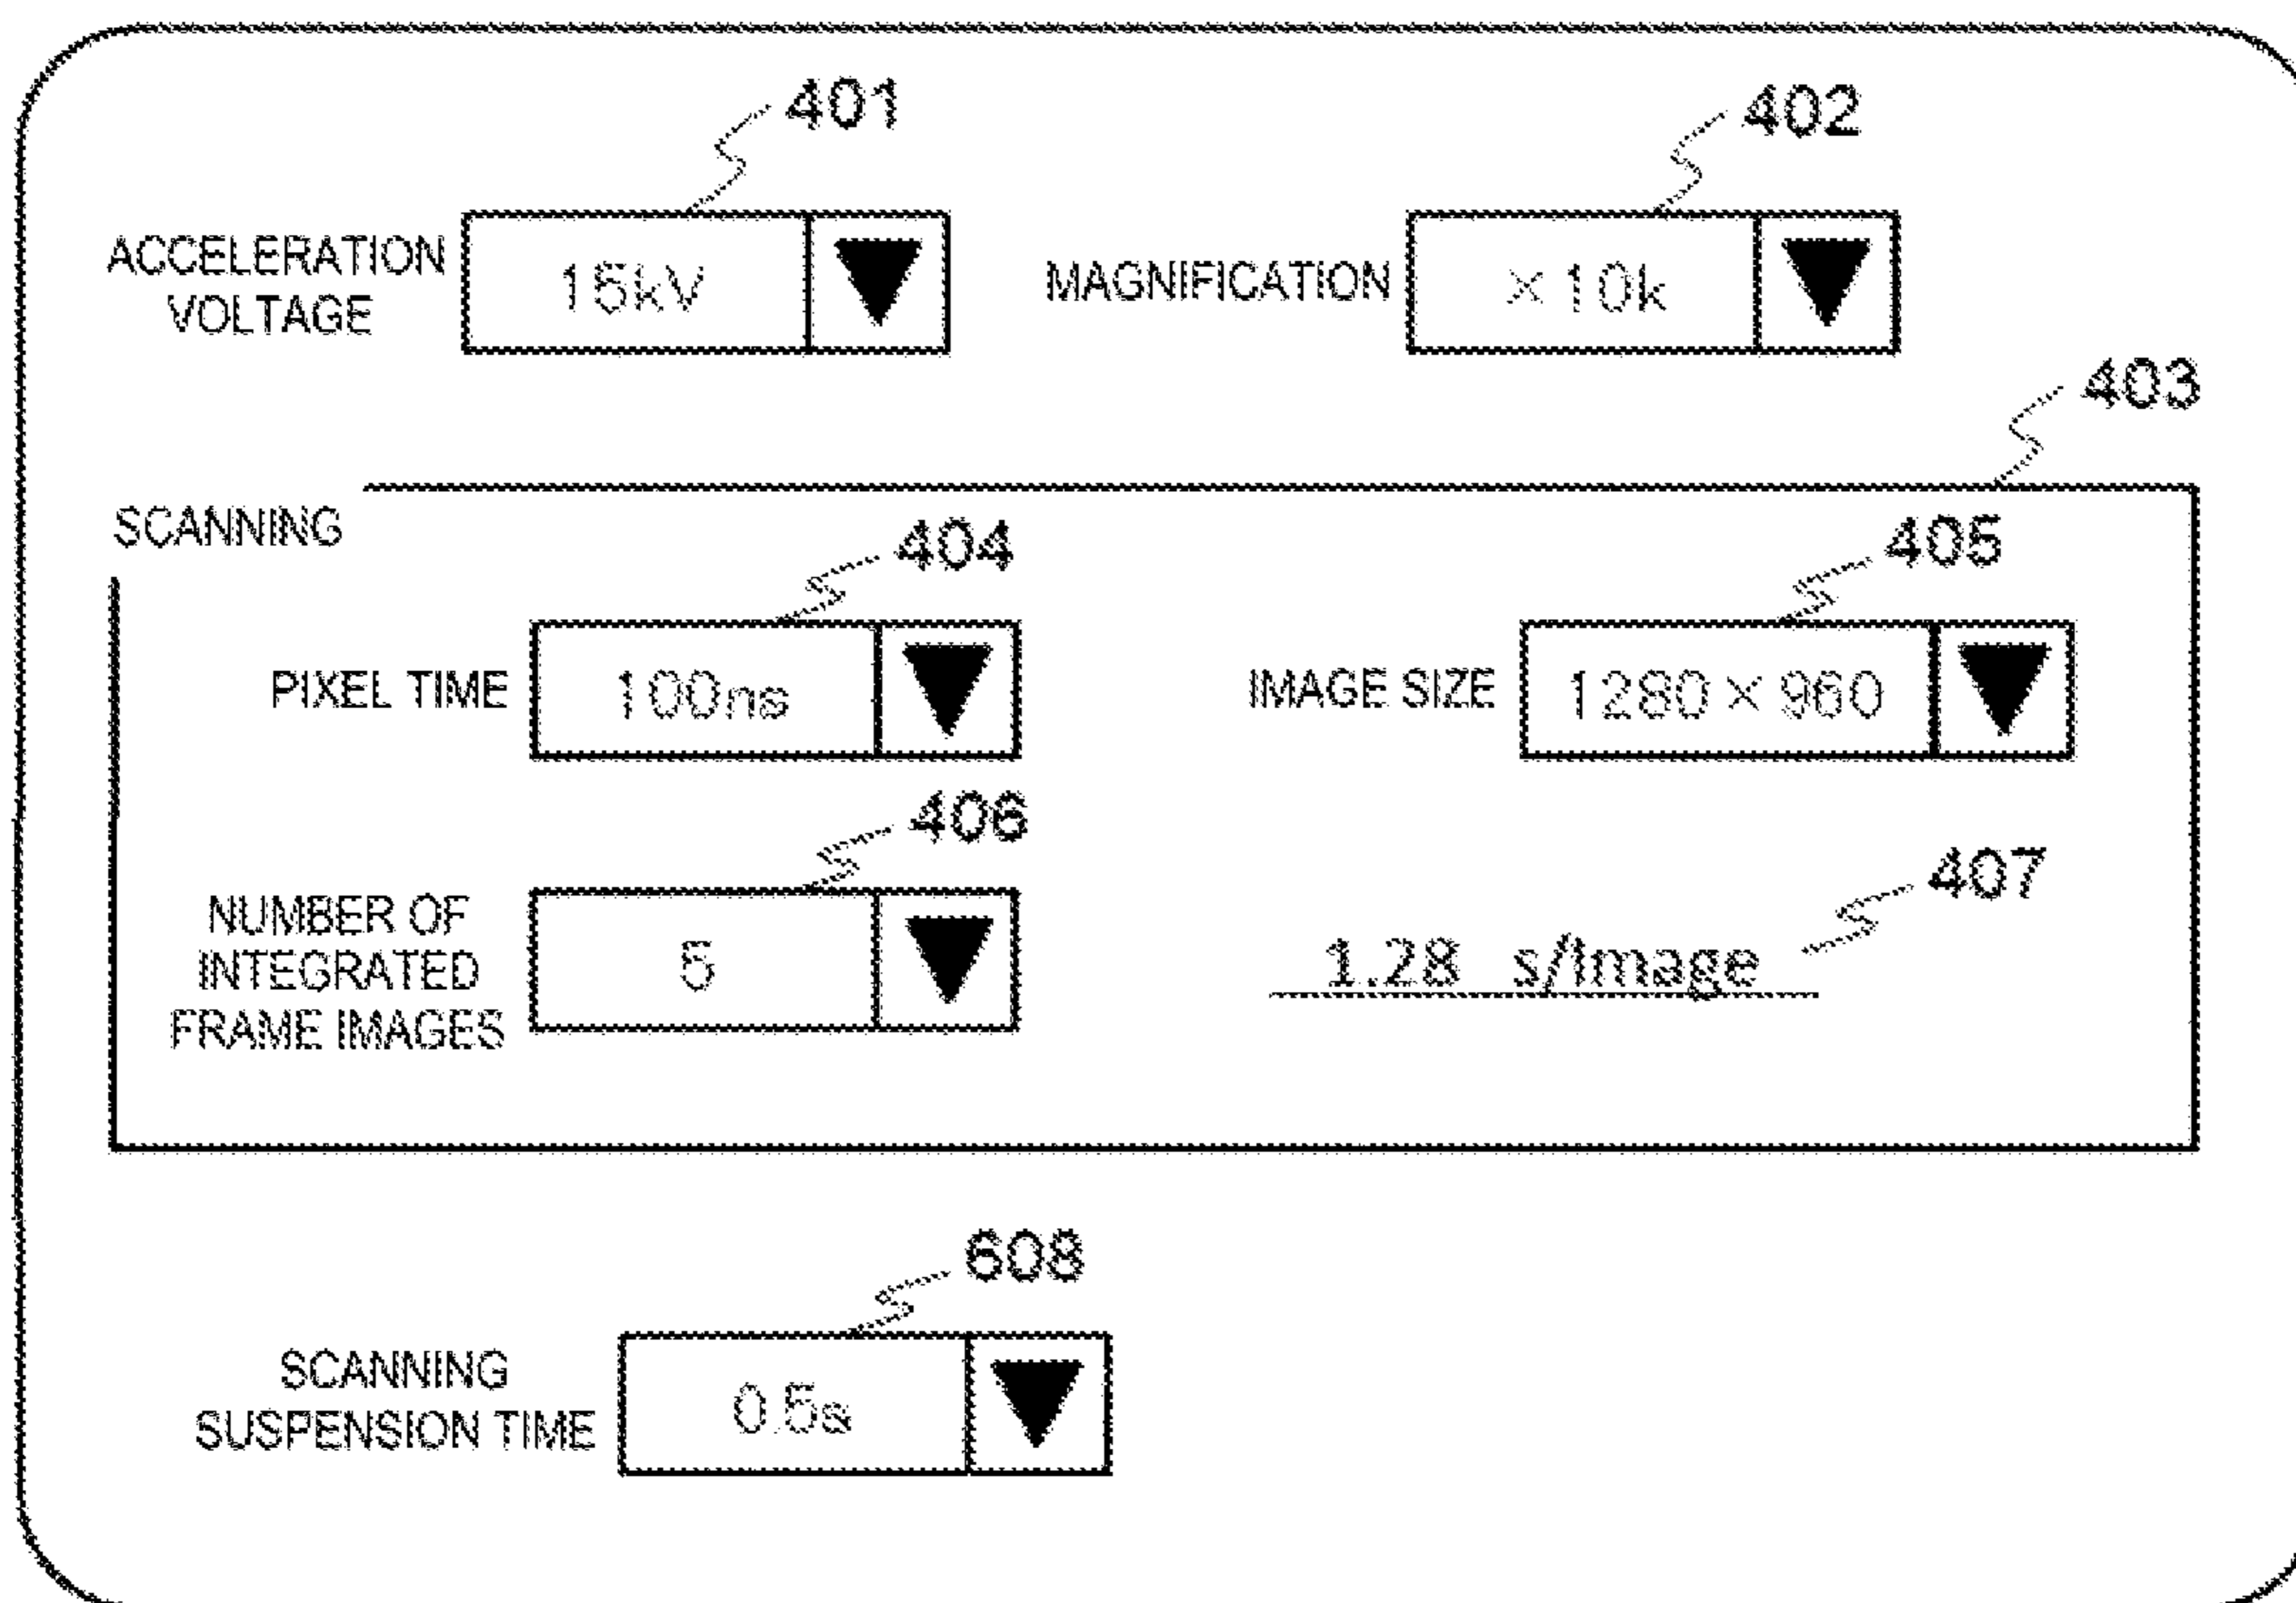 401
402
ACCELERATION
VOLTAGE
15kV
MAGNIFICATION
×10k
403
SCANNING
404
405
PIXEL TIME
100ns
IMAGE SIZE
1280×960
406
407
NUMBER OF
INTEGRATED
FRAME IMAGES
5
1.28 s/Image
608
SCANNING
SUSPENSION TIME
0.5s